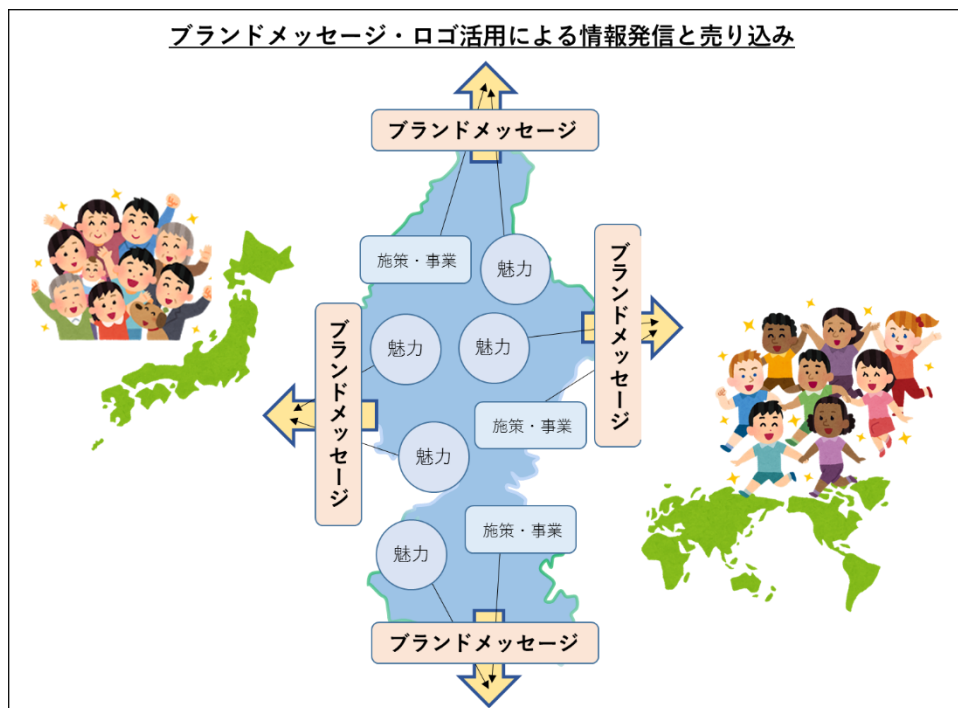 ブランドメッセージ・ロゴ活用による情報発信と売り込み
ブランドメッセージ
施策・事業
魅力
ブランドメッセージ
魅力
魅力
ブランドメッセージ
施策・事業
魅力
魅力
施策・事業
ブランドメッセージ